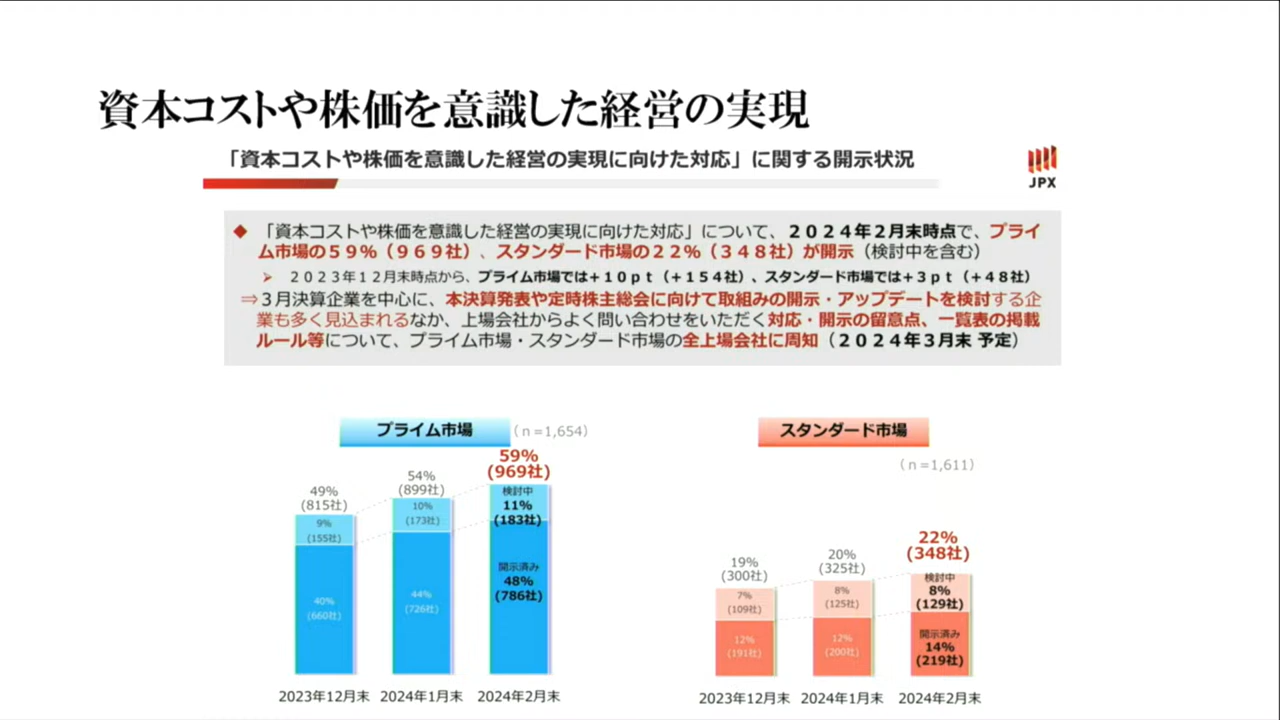 資本コストや株価を意識した経営の実現
「資本コストや株価を意識した経営の実現に向けた対応」に関する開示状況
JPX
◆ 「資本コストや株価を意識した経営の実現に向けた対応」について、２０２４年２月末時点で、プライ
ム市場の５９％（９６９社）、スタンダード市場の２２％（３４８社）が開示（検討中を含む）
➢ ２０２３年１２月末時点から、プライム市場では＋１０ｐｔ（＋１５４社）、スタンダード市場では＋３ｐｔ（＋４８社）
⇒３月決算企業を中心に、本決算発表や定時株主総会に向けて取組みの開示・アップデートを検討する企
業も多く見込まれるなか、上場会社からよく問い合わせをいただく対応・開示の留意点、一覧表の掲載
ルール等について、プライム市場・スタンダード市場の全上場会社に周知（２０２４年３月末 予定）
プライム市場 （ｎ=1,654）
49%
(815社)
9%
(155社)
40%
(660社)
54%
(899社)
10%
(173社)
44%
(726社)
59%
(969社)
検討中
11%
(183社)
開示済み
48%
(786社)
2023年12月末 2024年1月末 2024年2月末
スタンダード市場
（ｎ=1,611）
19%
(300社)
7%
(109社)
12%
(191社)
20%
(325社)
8%
(125社)
12%
(200社)
22%
(348社)
検討中
8%
(129社)
開示済み
14%
(219社)
2023年12月末 2024年1月末 2024年2月末